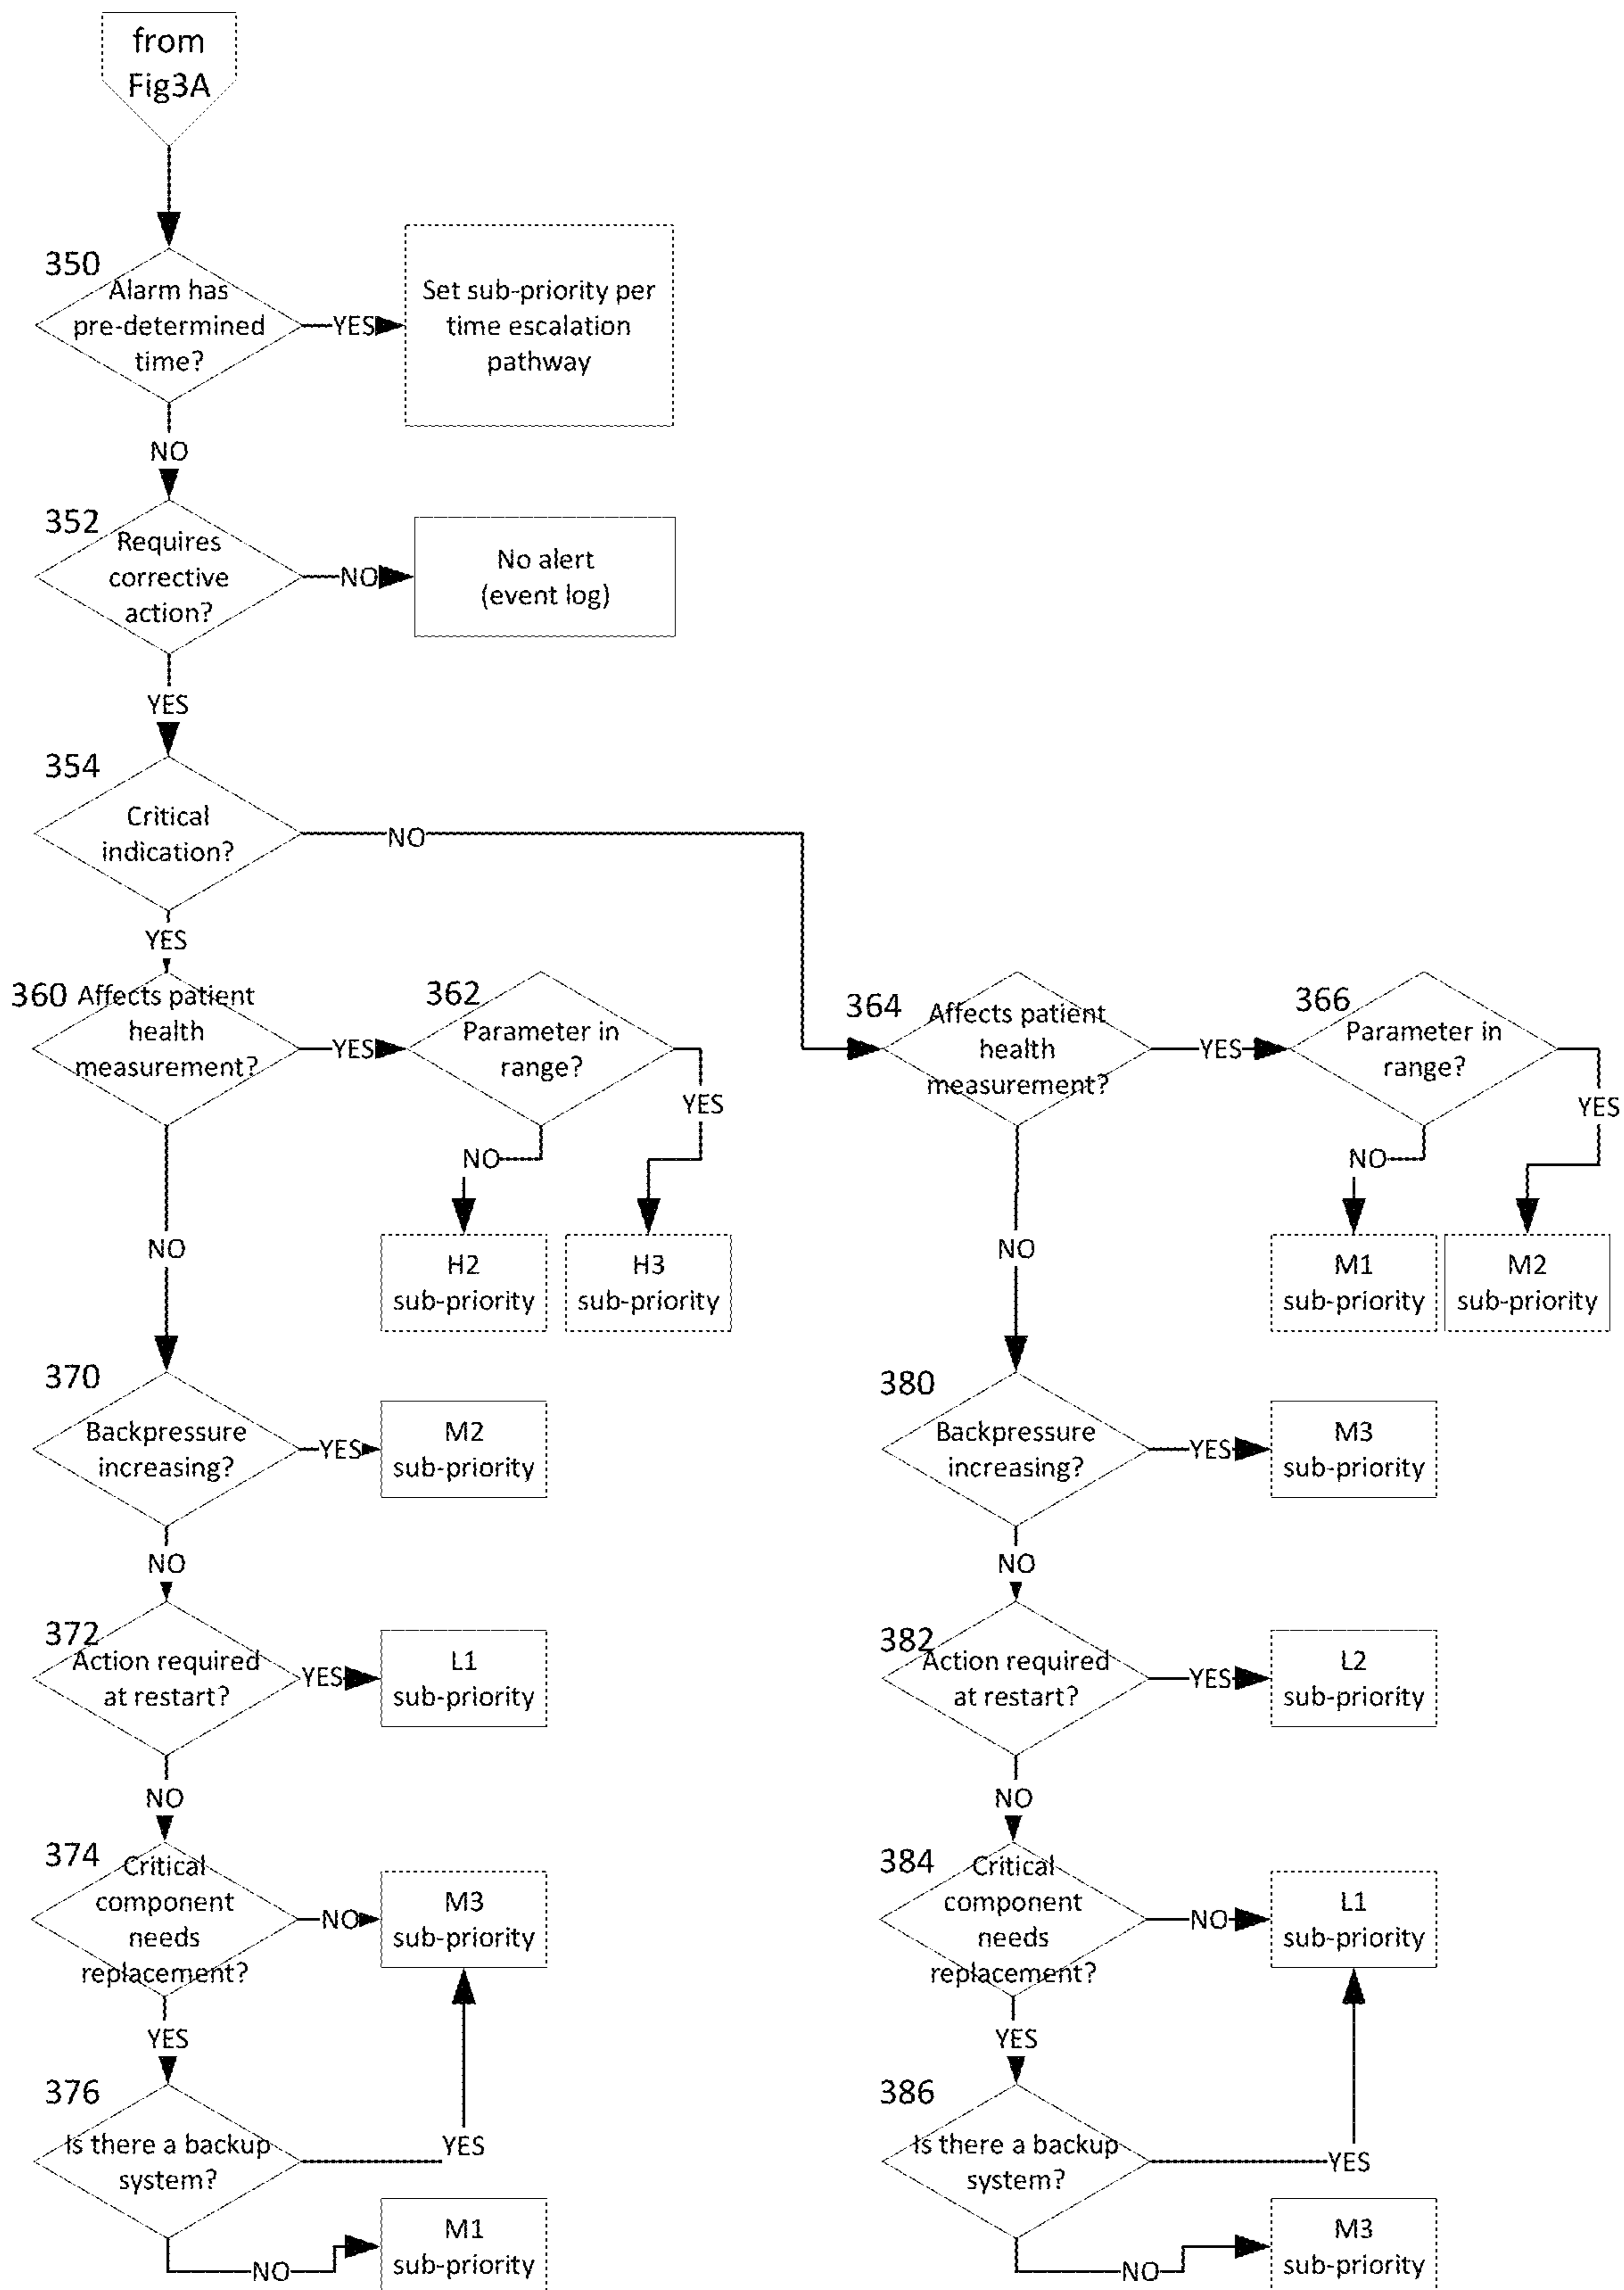 from
Fig3A
350
Alarm has
pre-determined
time?
YES
Set sub-priority per
time escalation
pathway
NO
352
Requires
corrective
action?
NO
No alert
(event log)
YES
354
Critical
indication?
NO
YES
360
Affects patient
health
measurement?
YES
362
Parameter in
range?
YES
NO
H2
sub-priority
H3
sub-priority
364
Affects patient
health
measurement?
YES
366
Parameter in
range?
YES
NO
M1
sub-priority
M2
sub-priority
NO
NO
370
Backpressure
increasing?
YES
M2
sub-priority
380
Backpressure
increasing?
YES
M3
sub-priority
NO
NO
372
Action required
at restart?
YES
L1
sub-priority
382
Action required
at restart?
YES
L2
sub-priority
NO
NO
374
Critical
component
needs
replacement?
NO
M3
sub-priority
384
Critical
component
needs
replacement?
NO
L1
sub-priority
YES
YES
376
Is there a backup
system?
YES
386
Is there a backup
system?
YES
NO
M1
sub-priority
NO
M3
sub-priority